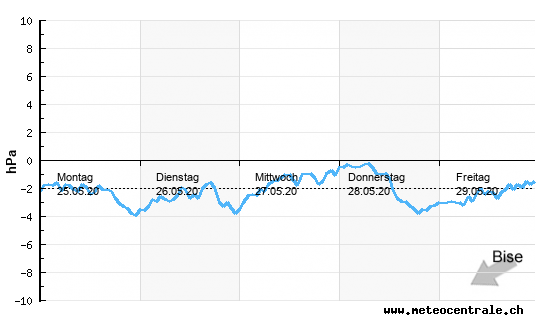 10
8
6
4
2
0
-2
-4
-6
-8
-10
hPa
Montag
25.05.20
Dienstag
26.05.20
Mittwoch
27.05.20
Donnerstag
28.05.20
Freitag
29.05.20
Bise
www.meteocentrale.ch